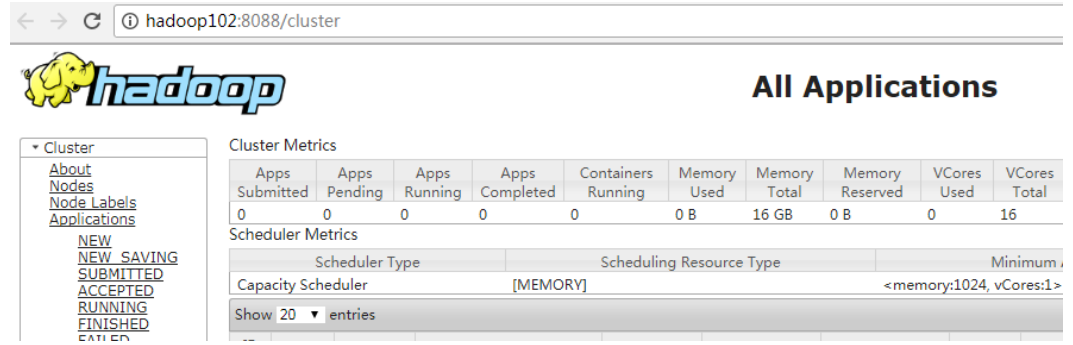 hadoop102:8088/cluster
hadoop
All Applications
Cluster
About
Nodes
Node Labels
Applications
NEW
NEW_SAVING
SUBMITTED
ACCEPTED
RUNNING
FINISHED
FAILED
Cluster Metrics
Apps Submitted Apps Pending Apps Running Apps Completed Containers Running Memory Used Memory Total Memory Reserved VCores Used VCores Total
0 0 0 0 0 0 B 16 GB 0 B 0 16
Scheduler Metrics
Scheduler Type Scheduling Resource Type Minimum
Capacity Scheduler [MEMORY] <memory:1024, vCores:1>
Show 20 entries